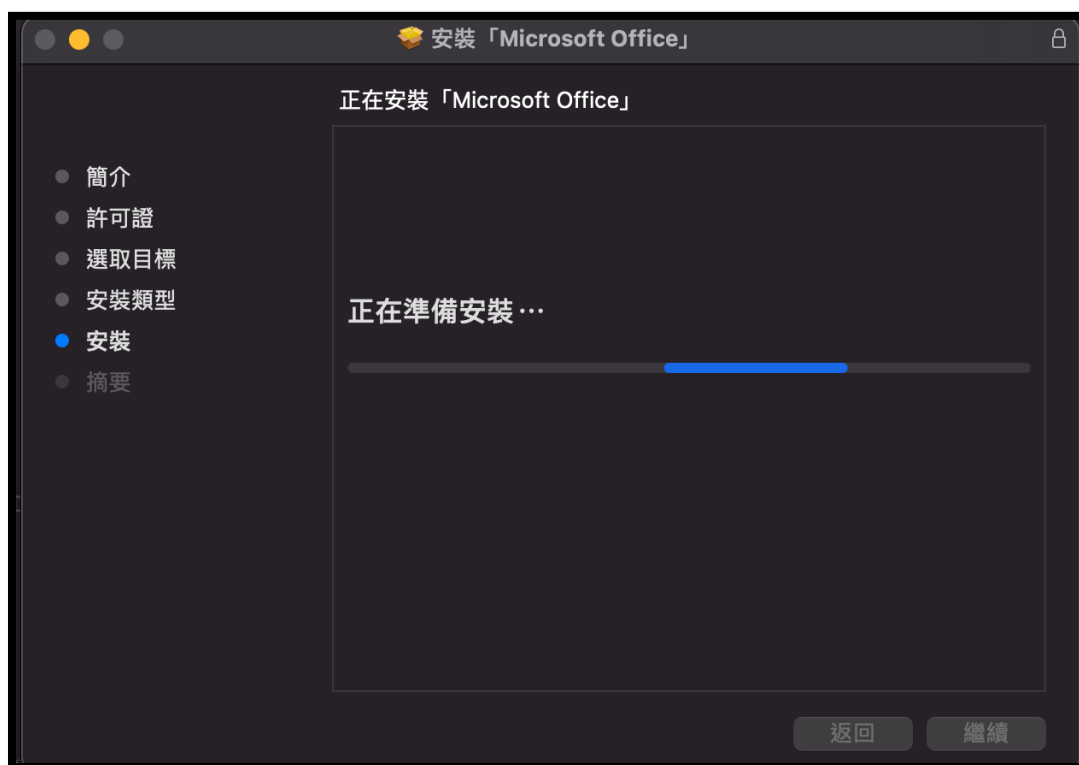 安裝「Microsoft Office」
正在安裝「Microsoft Office」
簡介
許可證
選取目標
安裝類型
安裝
摘要
正在準備安裝⋯
返回
繼續